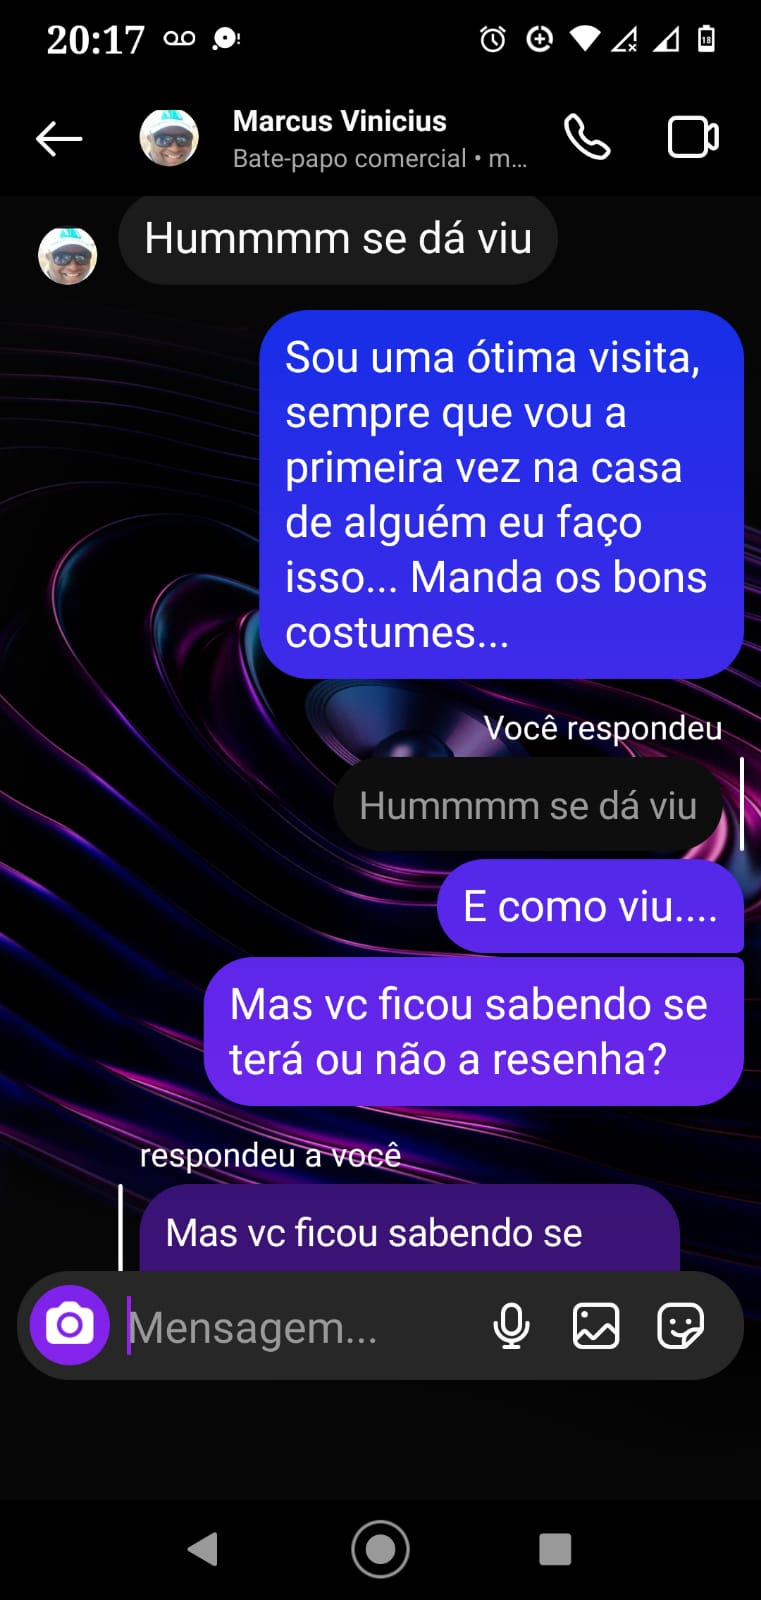 20:17
18
Marcus Vinicius
Bate-papo comercial • m...
Hummmm se dá viu
Sou uma ótima visita,
sempre que vou a
primeira vez na casa
de alguém eu faço
isso... Manda os bons
costumes...
Você respondeu
Hummmm se dá viu
E como viu....
Mas vc ficou sabendo se
terá ou não a resenha?
respondeu a você
Mas vc ficou sabendo se
Mensagem...